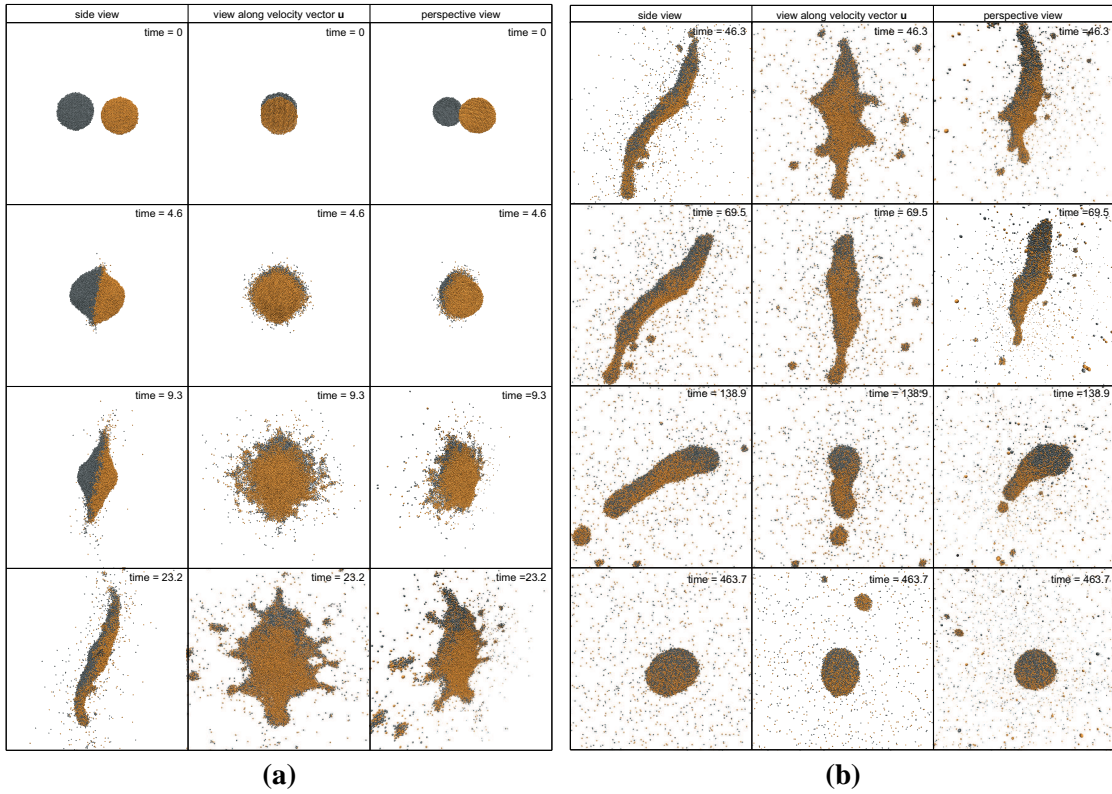 side view view along velocity vector u perspective view
time = 0 time = 0 time = 0
time = 4.6 time = 4.6 time = 4.6
time = 9.3 time = 9.3 time =9.3
time = 23.2 time = 23.2 time =23.2
(a)
side view view along velocity vector u perspective view
time = 46.3 time = 46.3 time =46.3
time = 69.5 time = 69.5 time =69.5
time = 138.9 time = 138.9 time =138.9
time = 463.7 time = 463.7 time =463.7
(b)